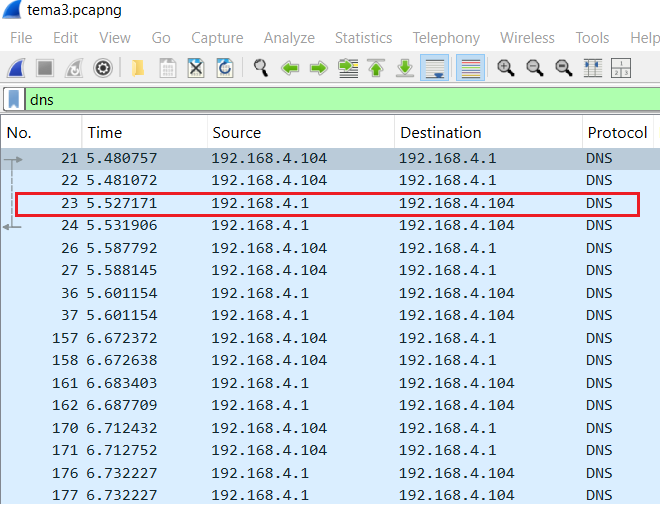 tema3.pcapng
File Edit View Go Capture Analyze Statistics Telephony Wireless Tools Help
dns
No. Time Source Destination Protocol
21 5.480757 192.168.4.104 192.168.4.1 DNS
22 5.481072 192.168.4.104 192.168.4.1 DNS
23 5.527171 192.168.4.1 192.168.4.104 DNS
24 5.531906 192.168.4.1 192.168.4.104 DNS
26 5.587792 192.168.4.104 192.168.4.1 DNS
27 5.588145 192.168.4.104 192.168.4.1 DNS
36 5.601154 192.168.4.1 192.168.4.104 DNS
37 5.601154 192.168.4.1 192.168.4.104 DNS
157 6.672372 192.168.4.104 192.168.4.1 DNS
158 6.672638 192.168.4.104 192.168.4.1 DNS
161 6.683403 192.168.4.1 192.168.4.104 DNS
162 6.687709 192.168.4.1 192.168.4.104 DNS
170 6.712432 192.168.4.104 192.168.4.1 DNS
171 6.712752 192.168.4.104 192.168.4.1 DNS
176 6.732227 192.168.4.1 192.168.4.104 DNS
177 6.732227 192.168.4.1 192.168.4.104 DNS